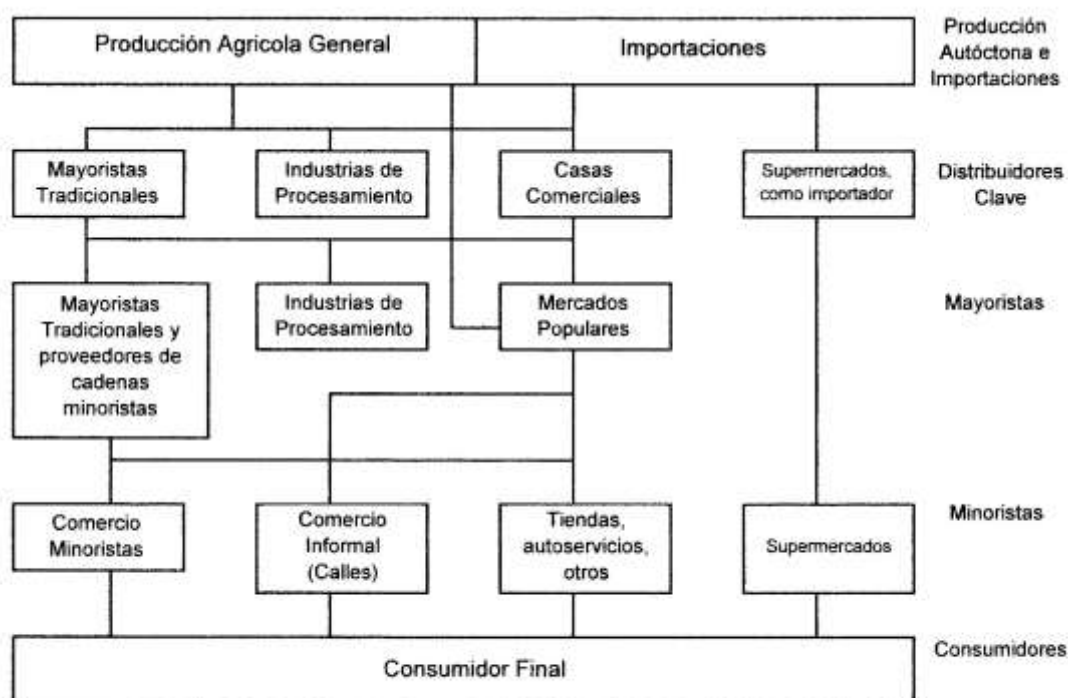 Producción Agricola General
Importaciones
Producción
Autóctona e
Importaciones
Mayoristas
Tradicionales
Industrias de
Procesamiento
Casas
Comerciales
Supermercados,
como importador
Distribuidores
Clave
Mayoristas
Tradicionales y
proveedores de
cadenas
minoristas
Industrias de
Procesamiento
Mercados
Populares
Mayoristas
Comercio
Minoristas
Comercio
Informal
(Calles)
Tiendas,
autoservicios,
otros
Supermercados
Minoristas
Consumidor Final
Consumidores